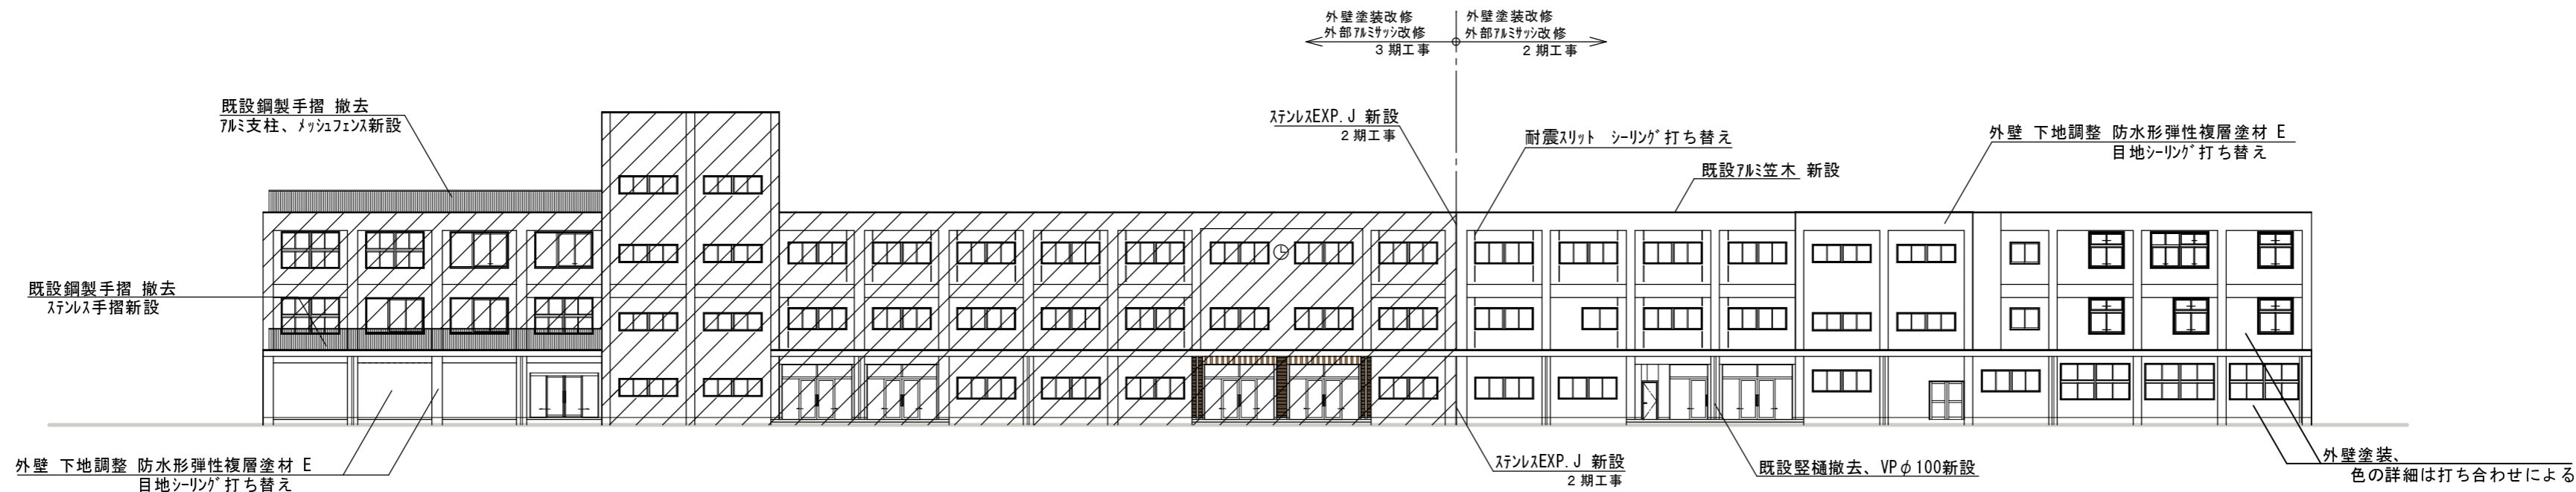 外壁塗装改修
外部ｱﾙﾐｻｯｼ改修
3 期工事
外壁塗装改修
外部ｱﾙﾐｻｯｼ改修
2 期工事
既設鋼製手摺 撤去
ｱﾙﾐ支柱、ﾒｯｼｭﾌｪﾝｽ新設
ｽﾃﾝﾚｽEXP.J 新設
2 期工事
耐震ｽﾘｯﾄ ｼｰﾘﾝｸﾞ打ち替え
既設ｱﾙﾐ笠木 新設
外壁 下地調整 防水形弾性複層塗材 E
目地ｼｰﾘﾝｸﾞ打ち替え
既設鋼製手摺 撤去
ｽﾃﾝﾚｽ手摺新設
外壁 下地調整 防水形弾性複層塗材 E
目地ｼｰﾘﾝｸﾞ打ち替え
ｽﾃﾝﾚｽEXP.J 新設
2 期工事
既設竪樋撤去、VPφ100新設
外壁塗装、
色の詳細は打ち合わせによる